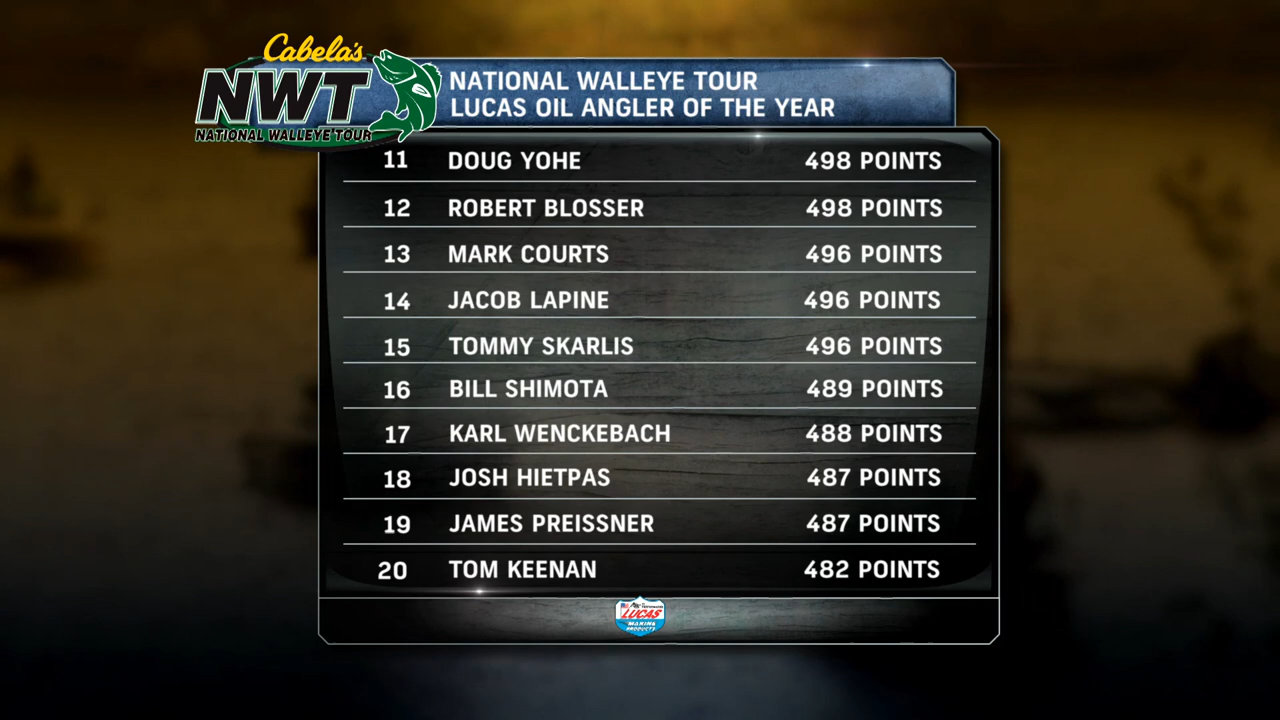 Cabela's
NWT
NATIONAL WALLEYE TOUR
NATIONAL WALLEYE TOUR
LUCAS OIL ANGLER OF THE YEAR
11 DOUG YOHE 498 POINTS
12 ROBERT BLOSSER 498 POINTS
13 MARK COURTS 496 POINTS
14 JACOB LAPINE 496 POINTS
15 TOMMY SKARLIS 496 POINTS
16 BILL SHIMOTA 489 POINTS
17 KARL WENCKEBACH 488 POINTS
18 JOSH HIETPAS 487 POINTS
19 JAMES PREISSNER 487 POINTS
20 TOM KEENAN 482 POINTS
LUCAS
MARINE
PRODUCTS